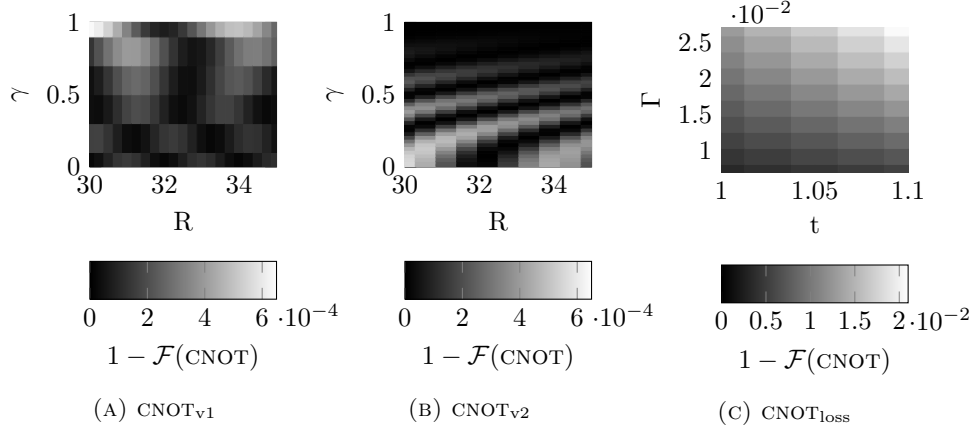 1
0.5
0
γ
30 32 34
R
0 2 4 6 ·10⁻⁴
1 − F(CNOT)
(A) CNOTv1
1
0.5
0
γ
30 32 34
R
0 2 4 6 ·10⁻⁴
1 − F(CNOT)
(B) CNOTv2
·10⁻²
2.5
2
1.5
1
Γ
1 1.05 1.1
t
0 0.5 1 1.5 2 ·10⁻²
1 − F(CNOT)
(C) CNOTloss